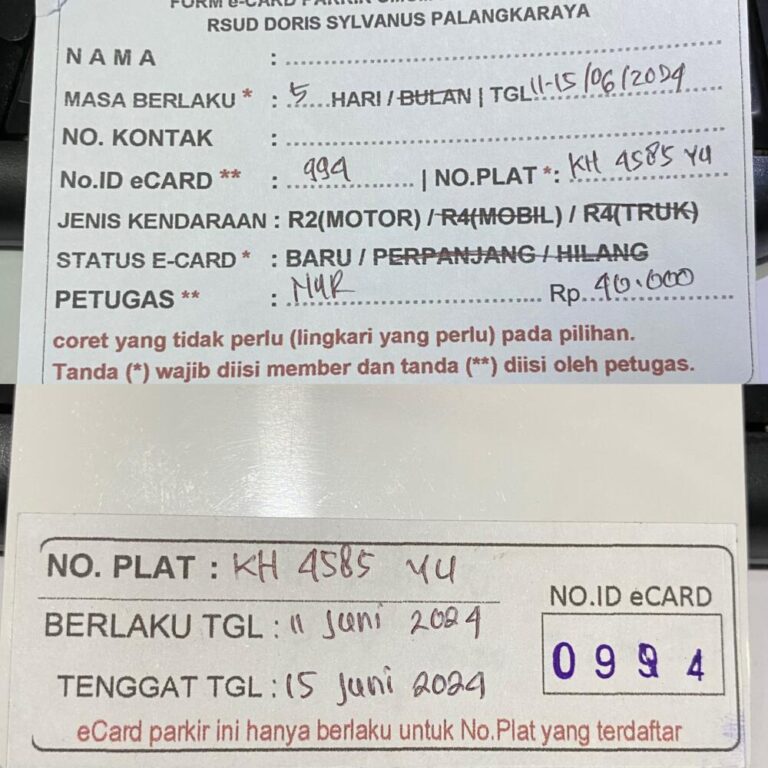 FORM e-CARD PARKIR
RSUD DORIS SYLVANUS PALANGKARAYA
NAMA :
MASA BERLAKU * : 5 HARI / BULAN | TGL 11-15/06/2024
NO. KONTAK :
No.ID eCARD ** : 994 | NO.PLAT *: KH 4585 YU
JENIS KENDARAAN : R2(MOTOR) / R4(MOBIL) / R4(TRUK)
STATUS E-CARD * : BARU / PERPANJANG / HILANG
PETUGAS ** : NUR Rp. 40.000
coret yang tidak perlu (lingkari yang perlu) pada pilihan.
Tanda (*) wajib diisi member dan tanda (**) diisi oleh petugas.
NO. PLAT : KH 4585 YU
BERLAKU TGL : 11 Juni 2024
TENGGAT TGL : 15 Juni 2024
NO.ID eCARD
0994
eCard parkir ini hanya berlaku untuk No.Plat yang terdaftar